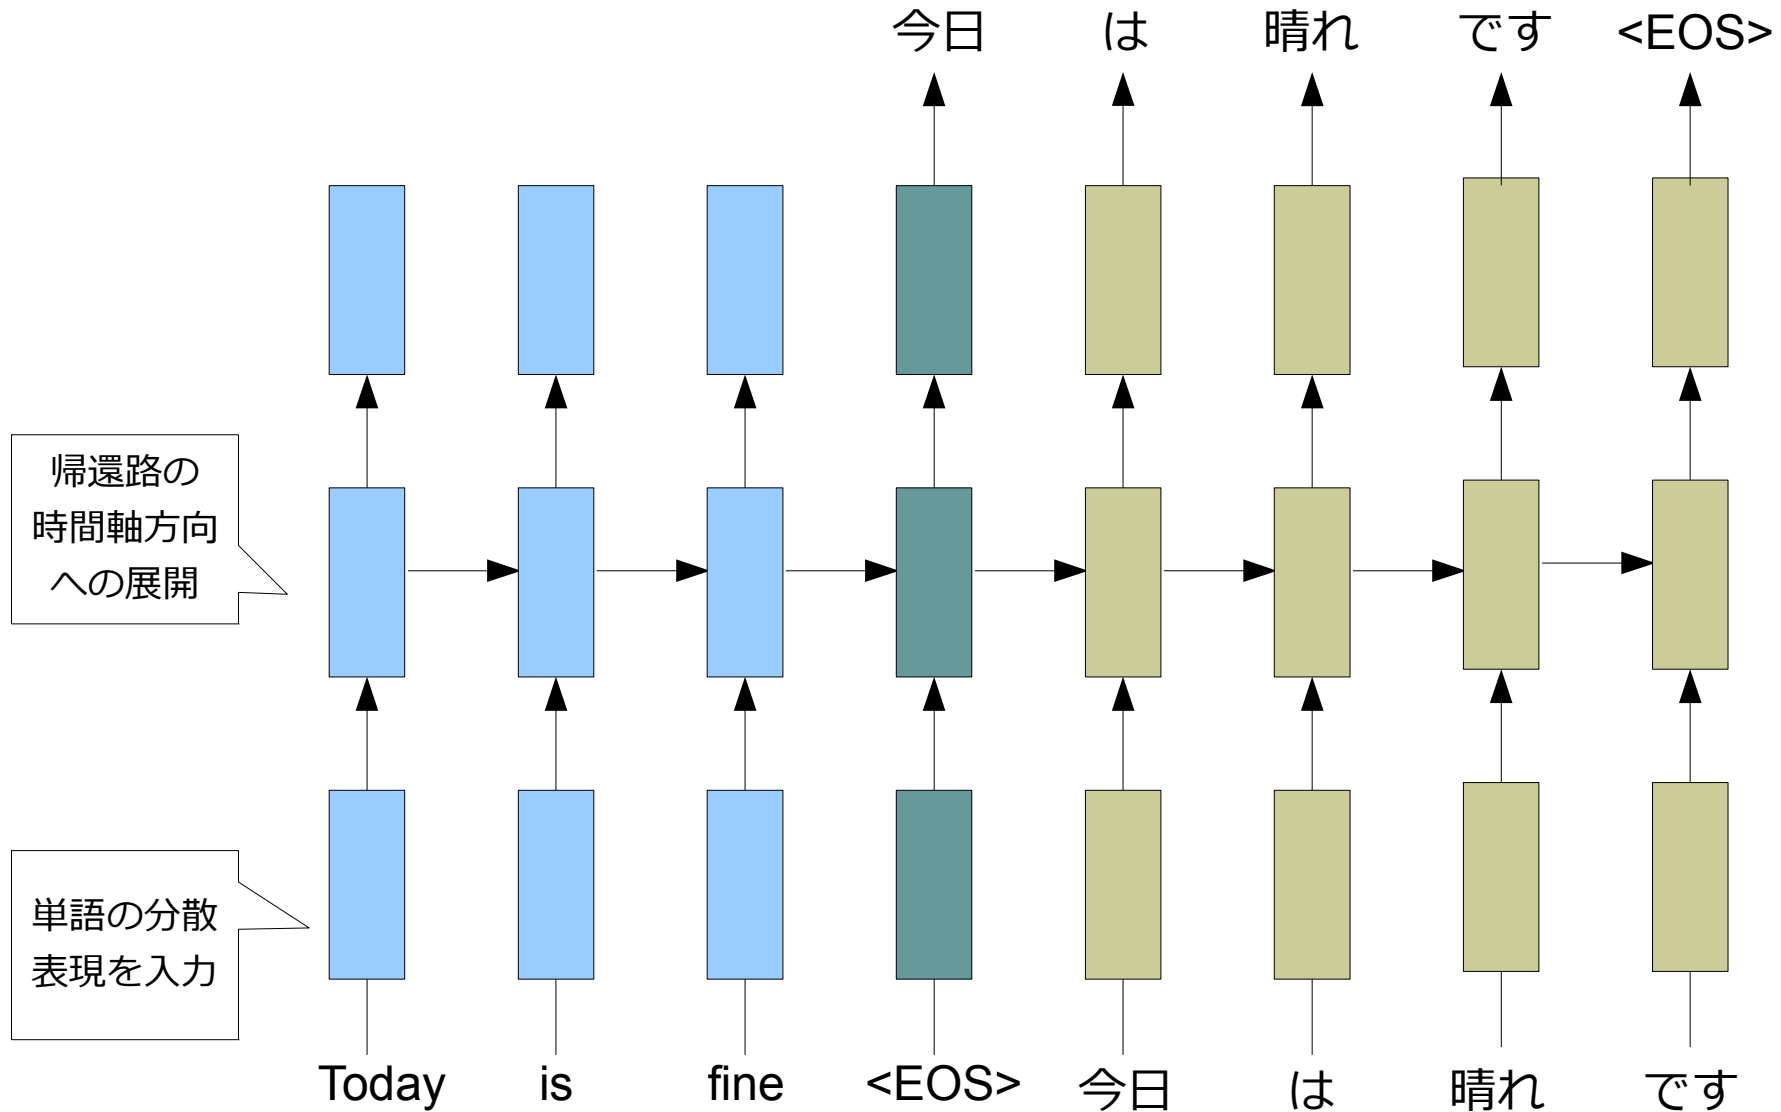 今日 は 晴れ です <EOS>
帰還路の
時間軸方向
への展開
単語の分散
表現を入力
Today is fine <EOS> 今日 は 晴れ です